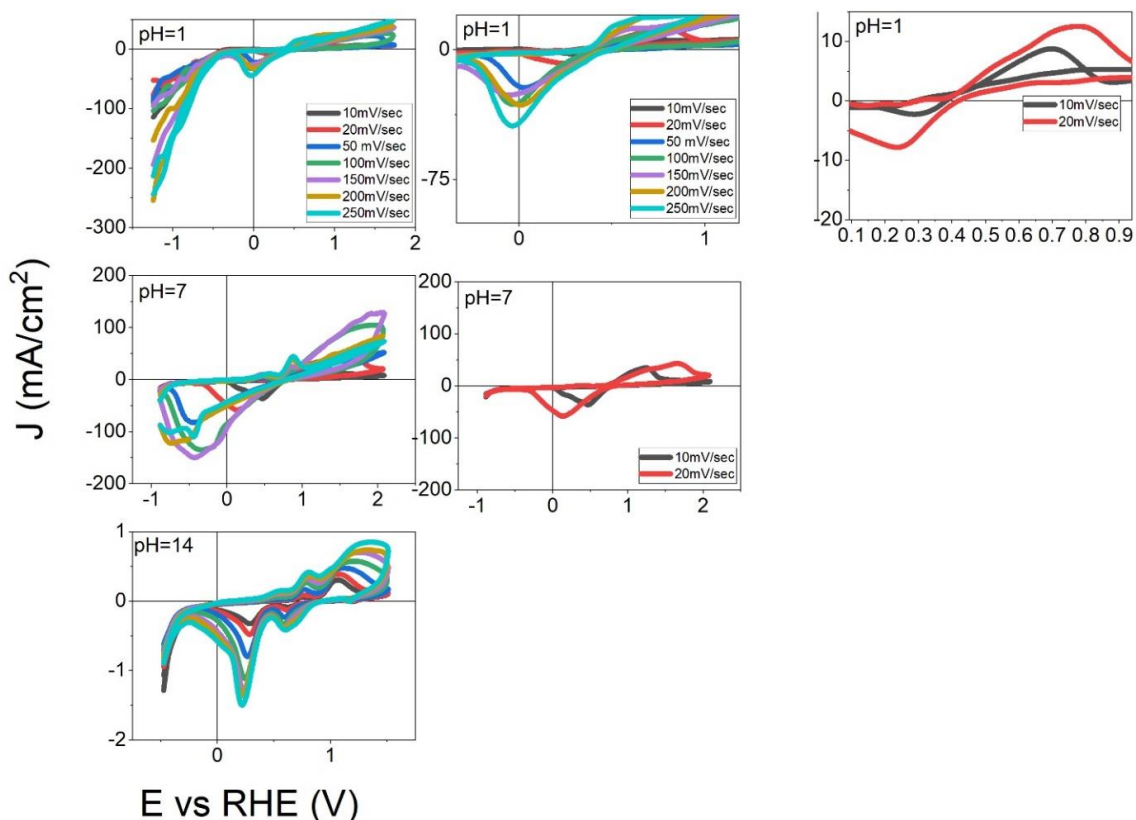 pH=1
0
-100
-200
-300
-1
0
1
2
10mV/sec
20mV/sec
50 mV/sec
100mV/sec
150mV/sec
200mV/sec
250mV/sec
pH=1
0
-75
0
1
10mV/sec
20mV/sec
50 mV/sec
100mV/sec
150mV/sec
200mV/sec
250mV/sec
pH=1
10
0
-10
-20
0.1 0.2 0.3 0.4 0.5 0.6 0.7 0.8 0.9
10mV/sec
20mV/sec
J (mA/cm²)
pH=7
200
100
0
-100
-200
-1
0
1
2
pH=7
200
100
0
-100
-200
-1
0
1
2
10mV/sec
20mV/sec
pH=14
1
0
-1
-2
0
1
E vs RHE (V)